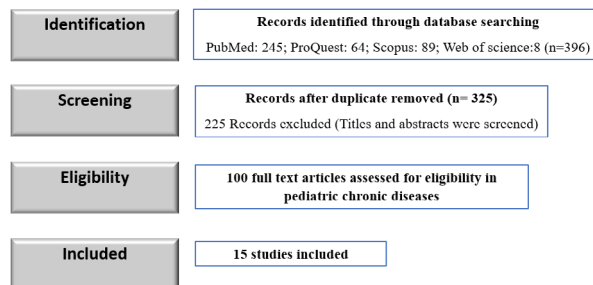 Identification
Records identified through database searching
PubMed: 245; ProQuest: 64; Scopus: 89; Web of science:8 (n=396)
Screening
Records after duplicate removed (n= 325)
225 Records excluded (Titles and abstracts were screened)
Eligibility
100 full text articles assessed for eligibility in
pediatric chronic diseases
Included
15 studies included